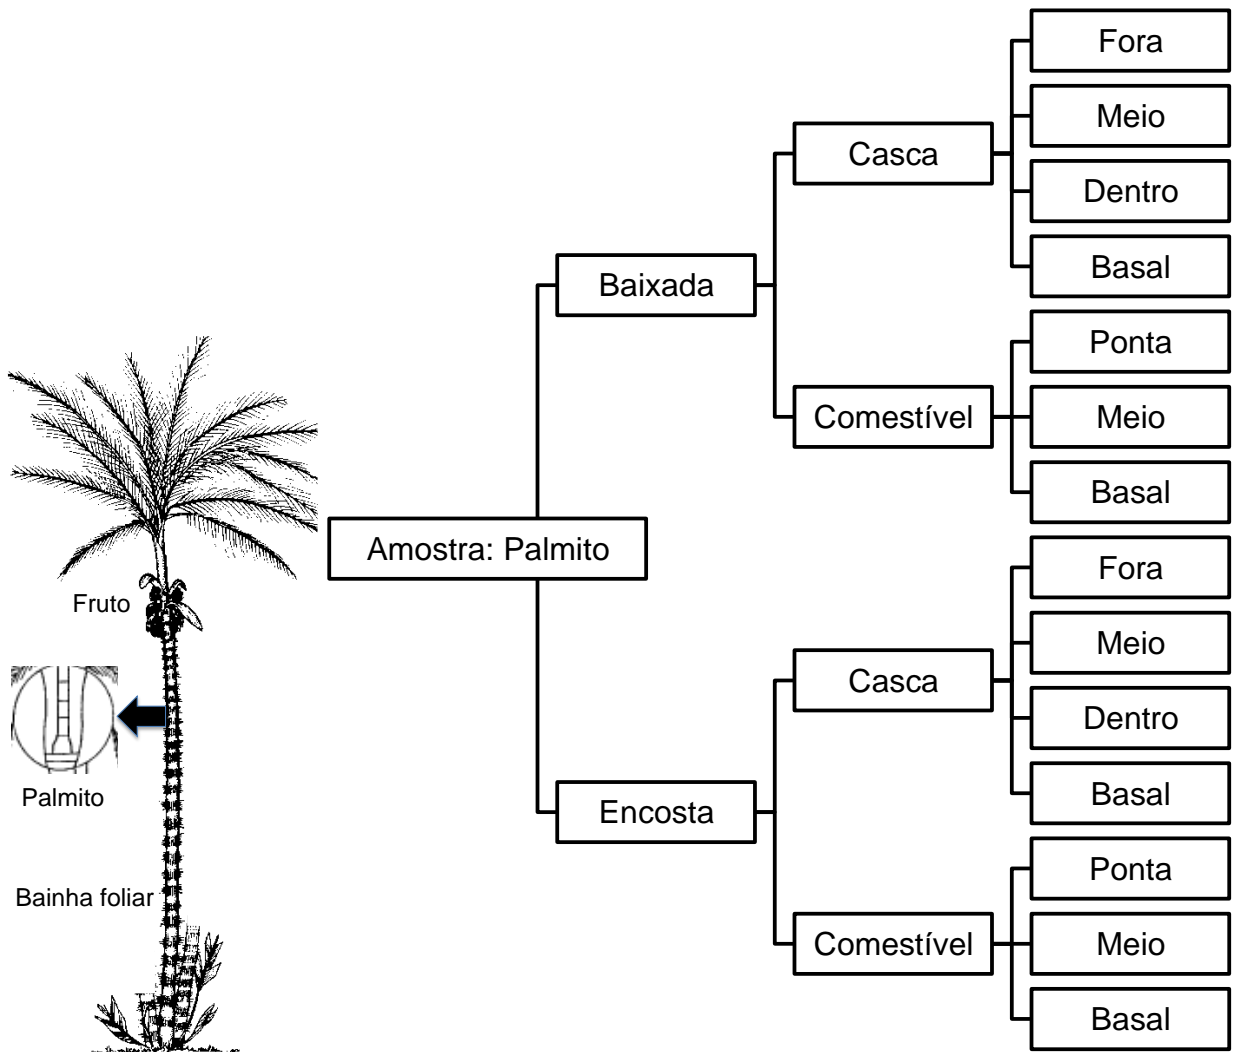 Fruto
Palmito
Bainha foliar
Amostra: Palmito
Baixada
Casca
Fora
Meio
Dentro
Basal
Comestível
Ponta
Meio
Basal
Encosta
Casca
Fora
Meio
Dentro
Basal
Comestível
Ponta
Meio
Basal